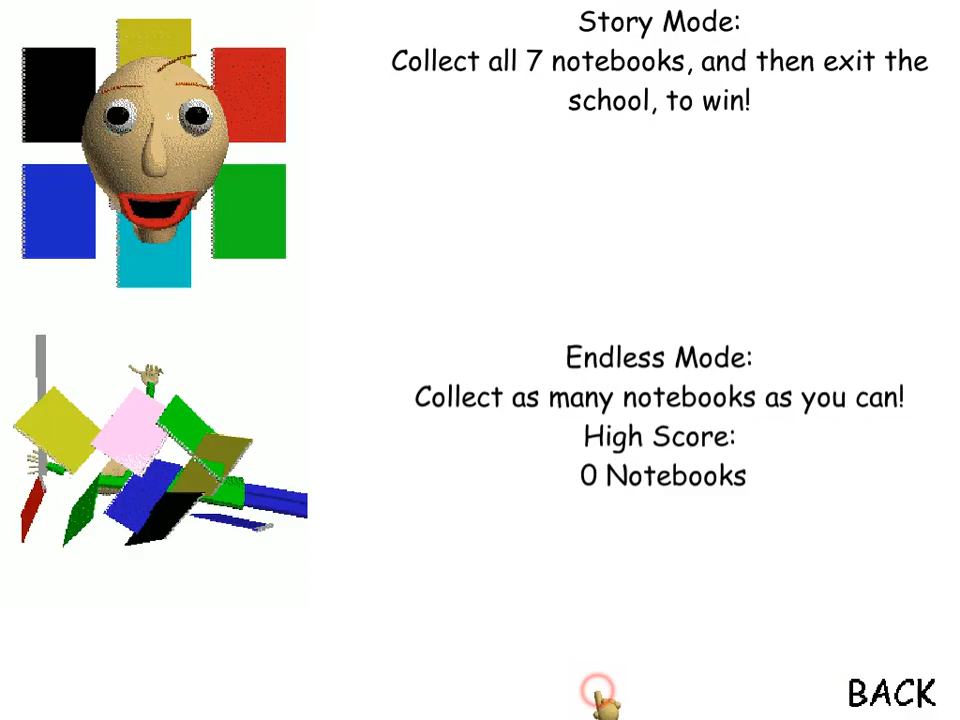 Story Mode:
Collect all 7 notebooks, and then exit the
school, to win!
Endless Mode:
Collect as many notebooks as you can!
High Score:
0 Notebooks
BACK